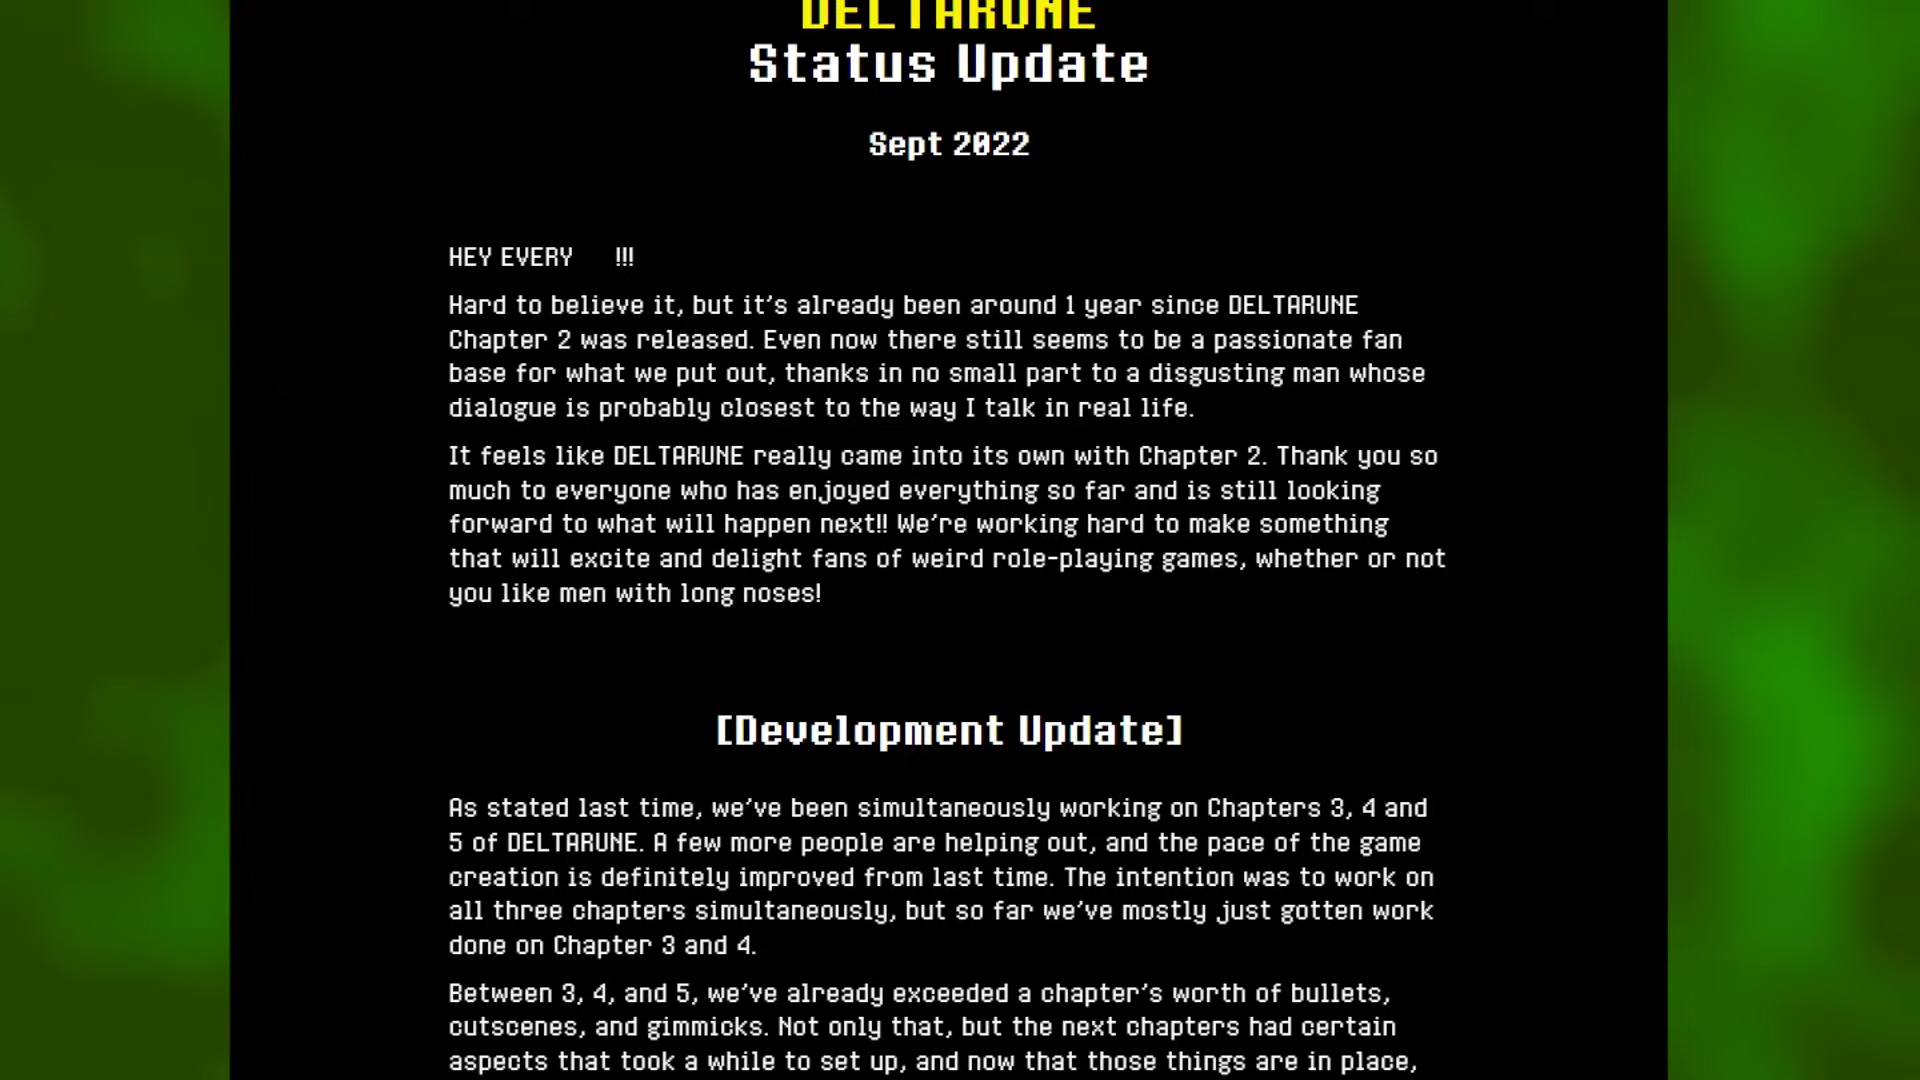 DELTARUNE
Status Update
Sept 2022
HEY EVERY !!!
Hard to believe it, but it's already been around 1 year since DELTARUNE
Chapter 2 was released. Even now there still seems to be a passionate fan
base for what we put out, thanks in no small part to a disgusting man whose
dialogue is probably closest to the way I talk in real life.
It feels like DELTARUNE really came into its own with Chapter 2. Thank you so
much to everyone who has enjoyed everything so far and is still looking
forward to what will happen next!! We're working hard to make something
that will excite and delight fans of weird role-playing games, whether or not
you like men with long noses!
[Development Update]
As stated last time, we've been simultaneously working on Chapters 3, 4 and
5 of DELTARUNE. A few more people are helping out, and the pace of the game
creation is definitely improved from last time. The intention was to work on
all three chapters simultaneously, but so far we've mostly just gotten work
done on Chapter 3 and 4.
Between 3, 4, and 5, we've already exceeded a chapter's worth of bullets,
cutscenes, and gimmicks. Not only that, but the next chapters had certain
aspects that took a while to set up, and now that those things are in place,